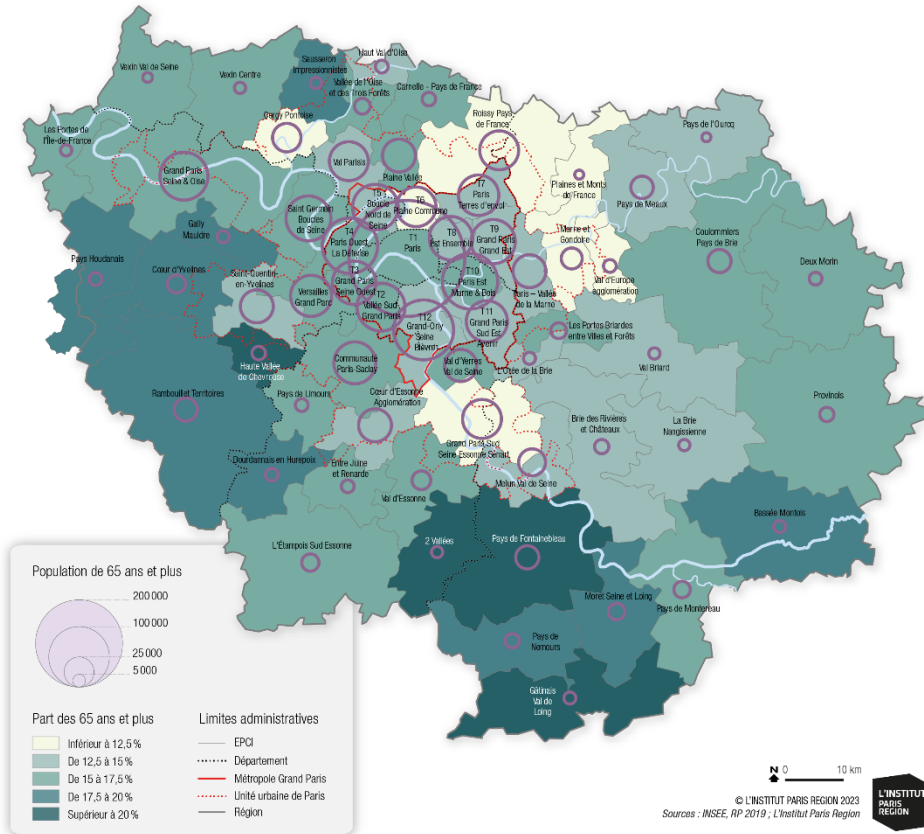 Vexin Val de Seine
Vexin Centre
Sausseron
Impressionnistes
Haut Val d'Oise
Vallée de l'Oise
et des Trois Forêts
Carnelle - Pays de France
Les Portes de
l'Île-de-France
Cergy Pontoise
Roissy Pays
de France
Pays de l'Ourcq
Grand Paris
Seine & Oise
Val Parisis
Plaine Vallée
Plaines et Monts
de France
Pays de Meaux
T7
Paris
Terres d'envol
Saint Germain
Boucles
de Seine
T5
Boucle
Nord de
Seine
T6
Plaine Commune
Gally
Mauldre
T4
Paris Ouest
La Défense
T1
Paris
T8
Est Ensemble
T9
Grand Paris
Grand Est
Marne et
Gondoire
Coulommiers
Pays de Brie
Val d'Europe
agglomération
Deux Morin
Pays Houdanais
Cœur d'Yvelines
Saint-Quentin
en-Yvelines
Versailles
Grand Parc
T3
Grand Paris
Seine Ouest
T2
Vallée Sud
Grand Paris
T10
Paris Est
Marne & Bois
Paris – Vallée
de la Marne
T12
Grand-Orly
Seine
Bièvre
T11
Grand Paris
Sud Est
Avenir
Les Portes Briardes
entre Villes et Forêts
Haute Vallée
de Chevreuse
Communauté
Paris-Saclay
Val d'Yerres
Val de Seine
L'Orée de la Brie
Val Briard
Rambouillet Territoires
Pays de Limours
Cœur d'Essonne
Agglomération
Provinois
Grand Paris Sud
Seine-Essonne-Sénart
Brie des Rivières
et Châteaux
La Brie
Nangissienne
Dourdannais en Hurepoix
Entre Juine
et Renarde
Val d'Essonne
Melun Val de Seine
Bassée Montois
L'Étampois Sud Essonne
2 Vallées
Pays de Fontainebleau
Moret Seine et Loing
Pays de Montereau
Pays de
Nemours
Gâtinais
Val de
Loing
Population de 65 ans et plus
200 000
100 000
25 000
5 000
Part des 65 ans et plus
Inférieur à 12,5 %
De 12,5 à 15 %
De 15 à 17,5 %
De 17,5 à 20 %
Supérieur à 20 %
Limites administratives
EPCI
Département
Métropole Grand Paris
Unité urbaine de Paris
Région
N 0 10 km
© L'INSTITUT PARIS REGION 2023
Sources : INSEE, RP 2019 ; L'Institut Paris Region
L'INSTITUT
PARIS
REGION